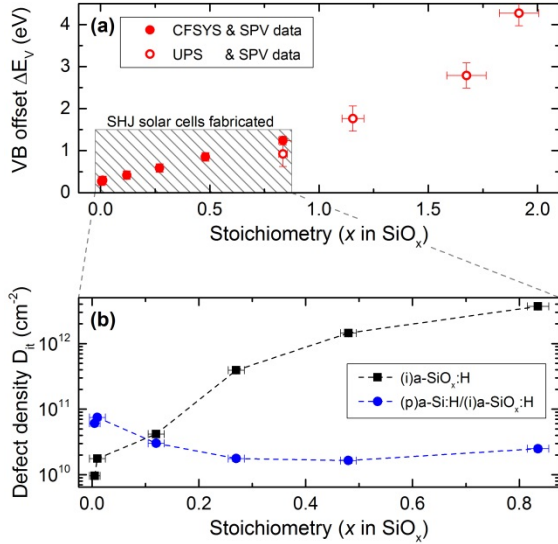 (a)
CFSYS & SPV data
UPS & SPV data
SHJ solar cells fabricated
VB offset ΔE_V (eV)
4
3
2
1
0
0.0 0.5 1.0 1.5 2.0
Stoichiometry (x in SiO_x)
(b)
Defect density D_it (cm^-2)
10^12
10^11
10^10
(i)a-SiO_x:H
(p)a-Si:H/(i)a-SiO_x:H
0.0 0.2 0.4 0.6 0.8
Stoichiometry (x in SiO_x)